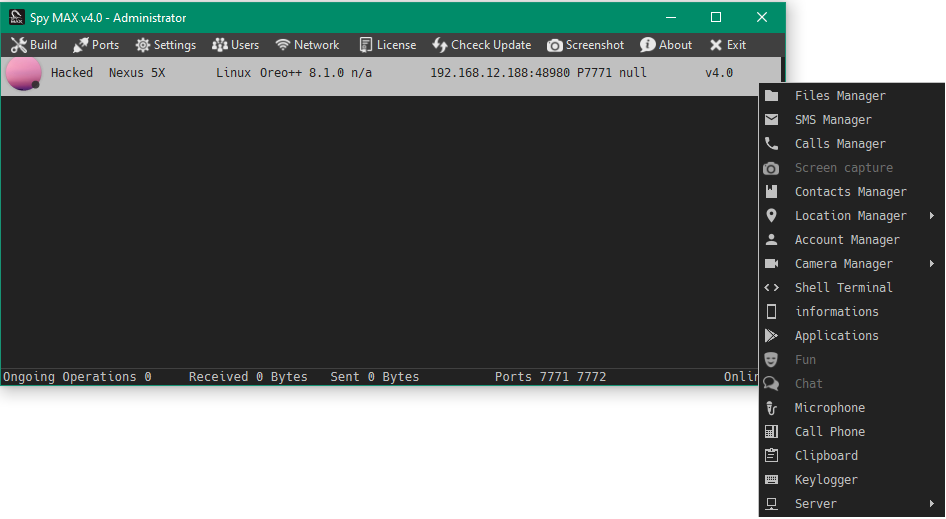 MAX
Spy MAX v4.0 - Administrator
Build Ports Settings Users Network License Chceck Update Screenshot About Exit
Hacked Nexus 5X Linux Oreo++ 8.1.0 n/a 192.168.12.188:48980 P7771 null v4.0
Files Manager
SMS Manager
Calls Manager
Screen capture
Contacts Manager
Location Manager
Account Manager
Camera Manager
Shell Terminal
informations
Applications
Fun
Chat
Microphone
Call Phone
Clipboard
Keylogger
Server
Ongoing Operations 0 Received 0 Bytes Sent 0 Bytes Ports 7771 7772 Onlin